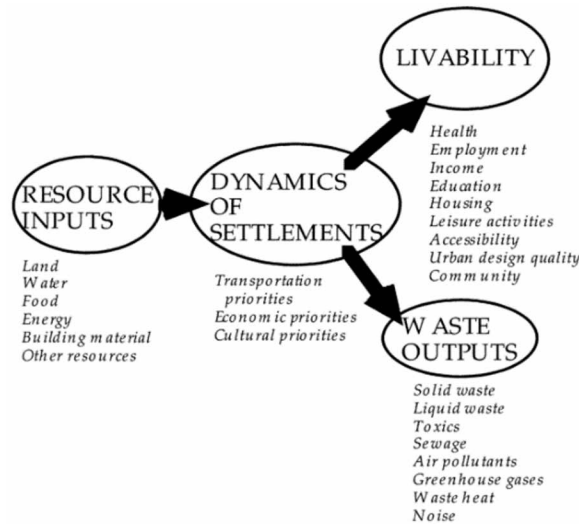 LIVABILITY
Health
Employment
Income
Education
Housing
Leisure activities
Accessibility
Urban design quality
Community
RESOURCE
INPUTS
Land
Water
Food
Energy
Building material
Other resources
DYNAMICS
OF
SETTLEMENTS
Transportation
priorities
Economic priorities
Cultural priorities
WASTE
OUTPUTS
Solid waste
Liquid waste
Toxics
Sewage
Air pollutants
Greenhouse gases
Waste heat
Noise